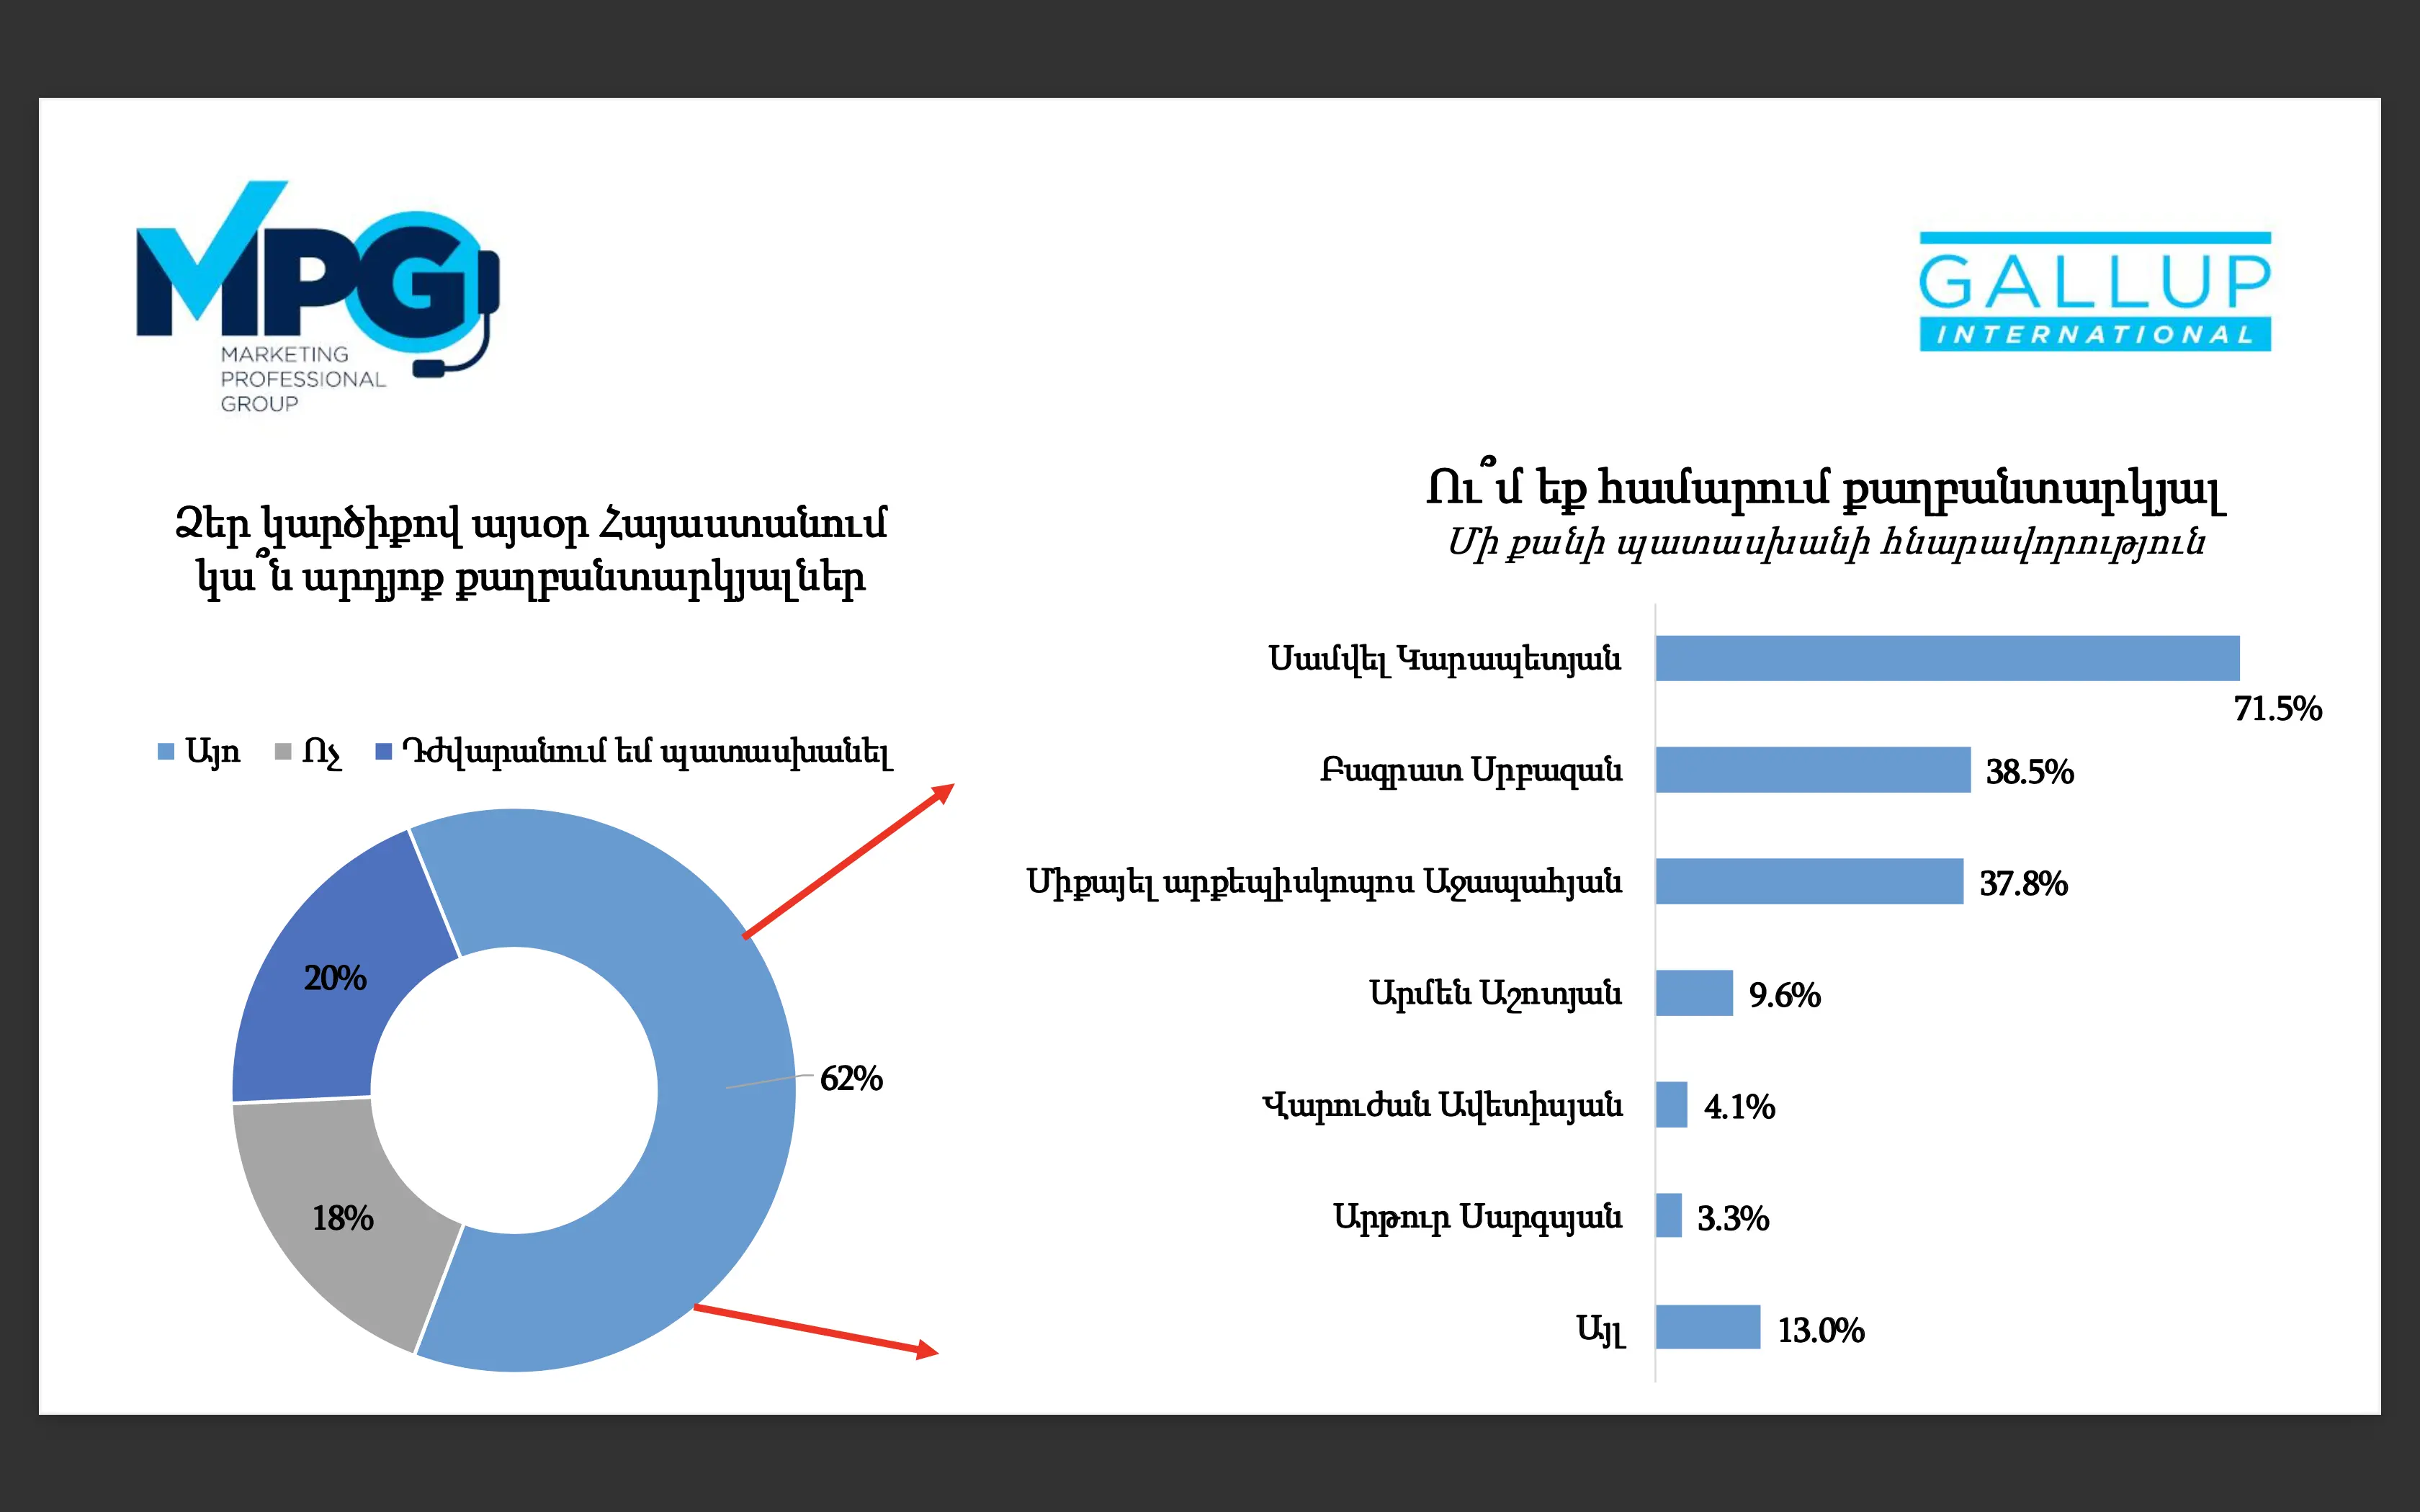 MPG
MARKETING
PROFESSIONAL
GROUP
GALLUP
INTERNATIONAL
Ձեր կարծիքով այսօր Հայաստանում
կա՞ն արդյոք քաղբանտարկյալներ
Այո
Ոչ
Դժվարանում եմ պատասխանել
20%
62%
18%
Ու՞մ եք համարում քաղբանտարկյալ
Մի քանի պատասխանի հնարավորություն
Սամվել Կարապետյան
71.5%
Բագրատ Սրբազան
38.5%
Միքայել արքեպիսկոպոս Աջապահյան
37.8%
Արմեն Աշոտյան
9.6%
Վարուժան Ավետիսյան
4.1%
Արթուր Սարգսյան
3.3%
Այլ
13.0%